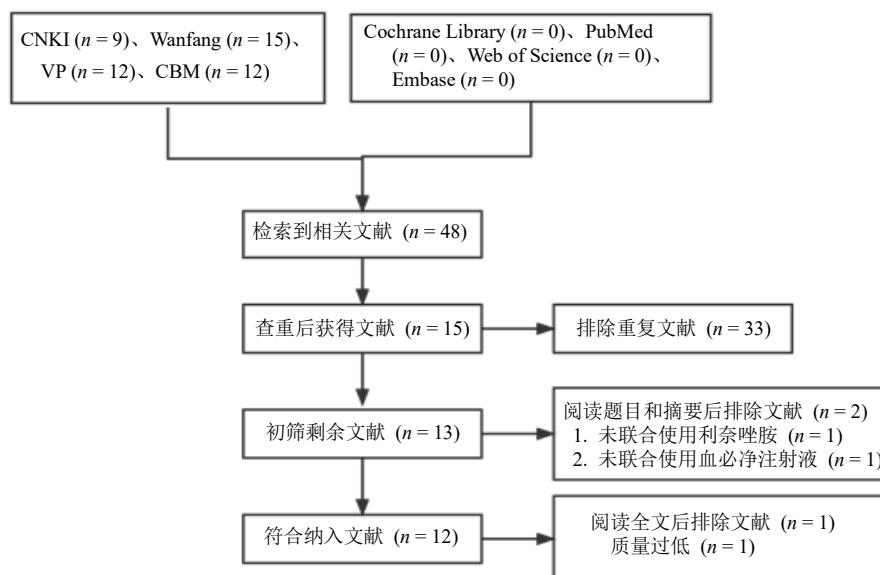 CNKI (n = 9)、Wanfang (n = 15)、
VP (n = 12)、CBM (n = 12)
Cochrane Library (n = 0)、PubMed
(n = 0)、Web of Science (n = 0)、
Embase (n = 0)
检索到相关文献 (n = 48)
查重后获得文献 (n = 15)
排除重复文献 (n = 33)
初筛剩余文献 (n = 13)
阅读题目和摘要后排除文献 (n = 2)
1. 未联合使用利奈唑胺 (n = 1)
2. 未联合使用血必净注射液 (n = 1)
符合纳入文献 (n = 12)
阅读全文后排除文献 (n = 1)
质量过低 (n = 1)